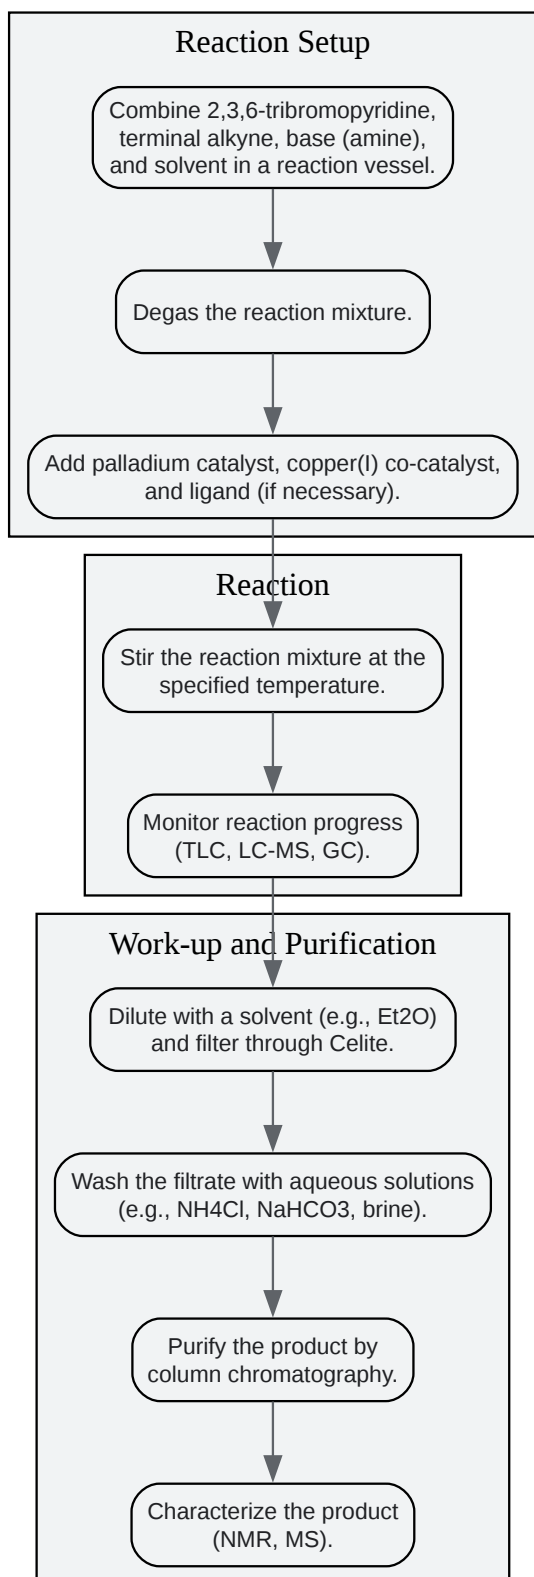 Reaction Setup
Combine 2,3,6-tribromopyridine,
terminal alkyne, base (amine),
and solvent in a reaction vessel.
Degas the reaction mixture.
Add palladium catalyst, copper(I) co-catalyst,
and ligand (if necessary).
Reaction
Stir the reaction mixture at the
specified temperature.
Monitor reaction progress
(TLC, LC-MS, GC).
Work-up and Purification
Dilute with a solvent (e.g., Et2O)
and filter through Celite.
Wash the filtrate with aqueous solutions
(e.g., NH4Cl, NaHCO3, brine).
Purify the product by
column chromatography.
Characterize the product
(NMR, MS).